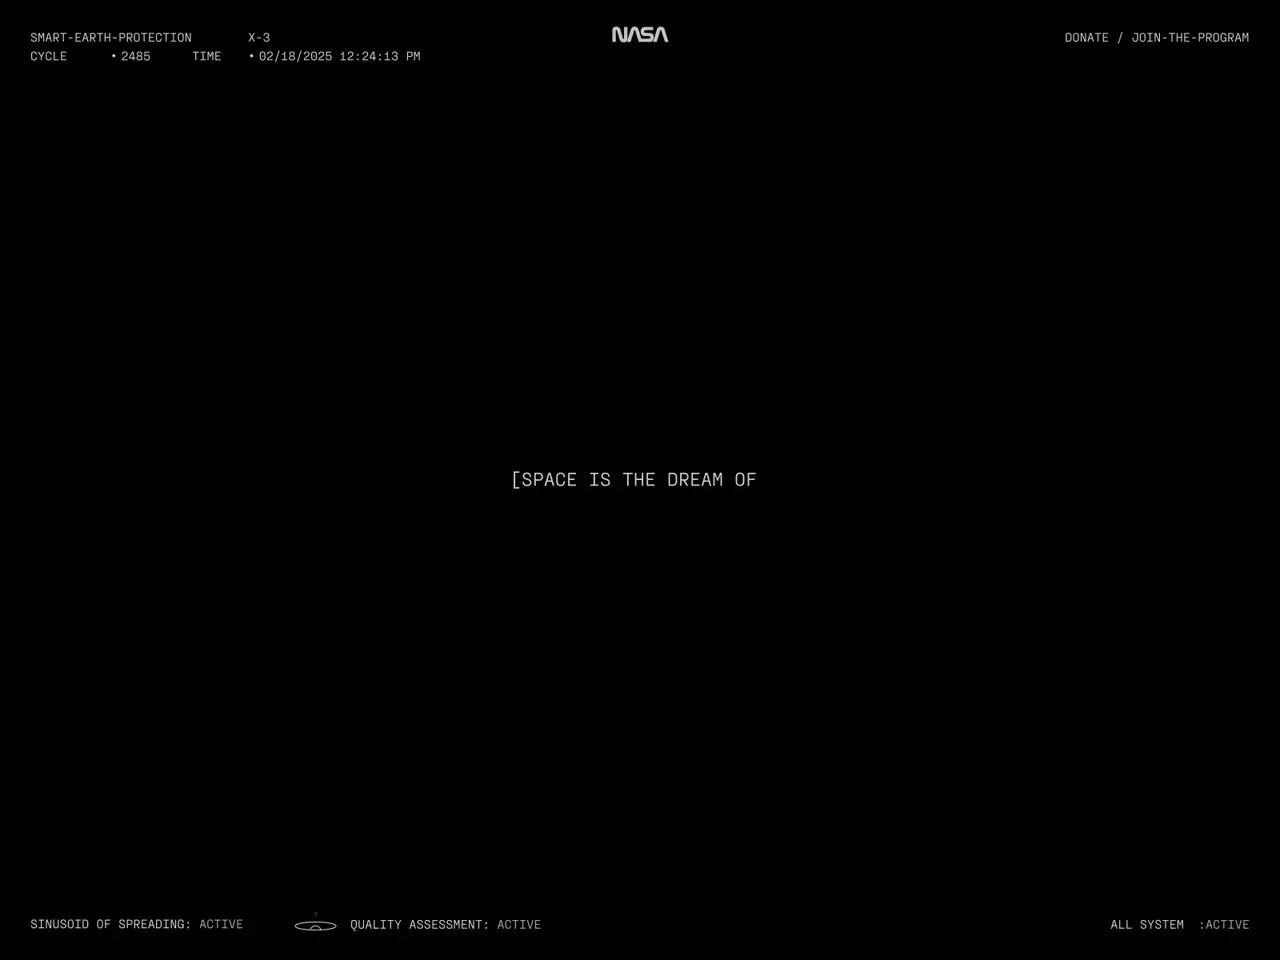 SMART-EARTH-PROTECTION X-3
CYCLE • 2485 TIME • 02/18/2025 12:24:13 PM
NASA
DONATE / JOIN-THE-PROGRAM
[SPACE IS THE DREAM OF
SINUSOID OF SPREADING: ACTIVE
QUALITY ASSESSMENT: ACTIVE
ALL SYSTEM :ACTIVE